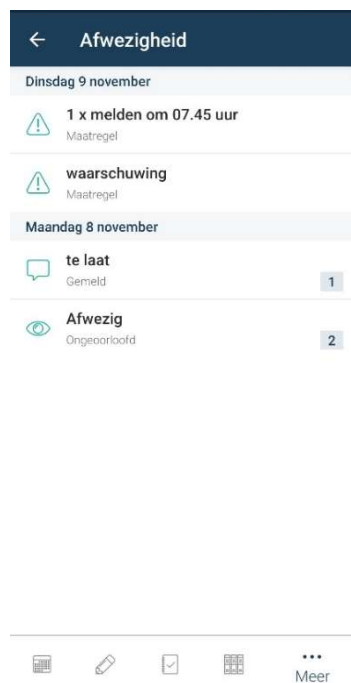 Afwezigheid
Dinsdag 9 november
1 x melden om 07.45 uur
Maatregel
waarschuwing
Maatregel
Maandag 8 november
te laat
Gemeld
1
Afwezig
Ongeoorloofd
2
Meer